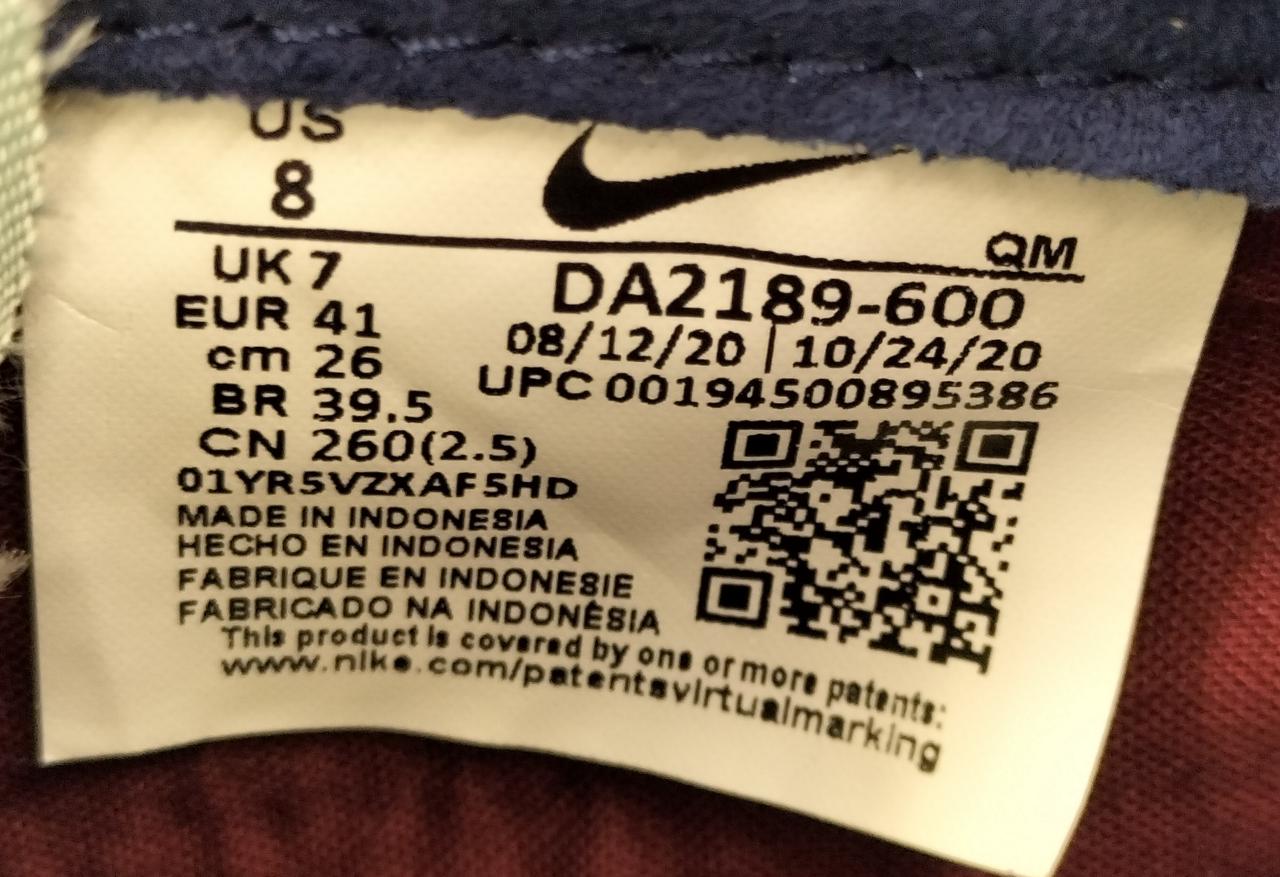 US
8
QM
UK 7
EUR 41
cm 26
BR 39.5
CN 260(2.5)
DA2189-600
08/12/20 | 10/24/20
UPC 00194500895386
01YR5VZXAF5HD
MADE IN INDONESIA
HECHO EN INDONESIA
FABRIQUE EN INDONESIE
FABRICADO NA INDONÉSIA
This product is covered by one or more patents:
www.nike.com/patentsvirtualmarking